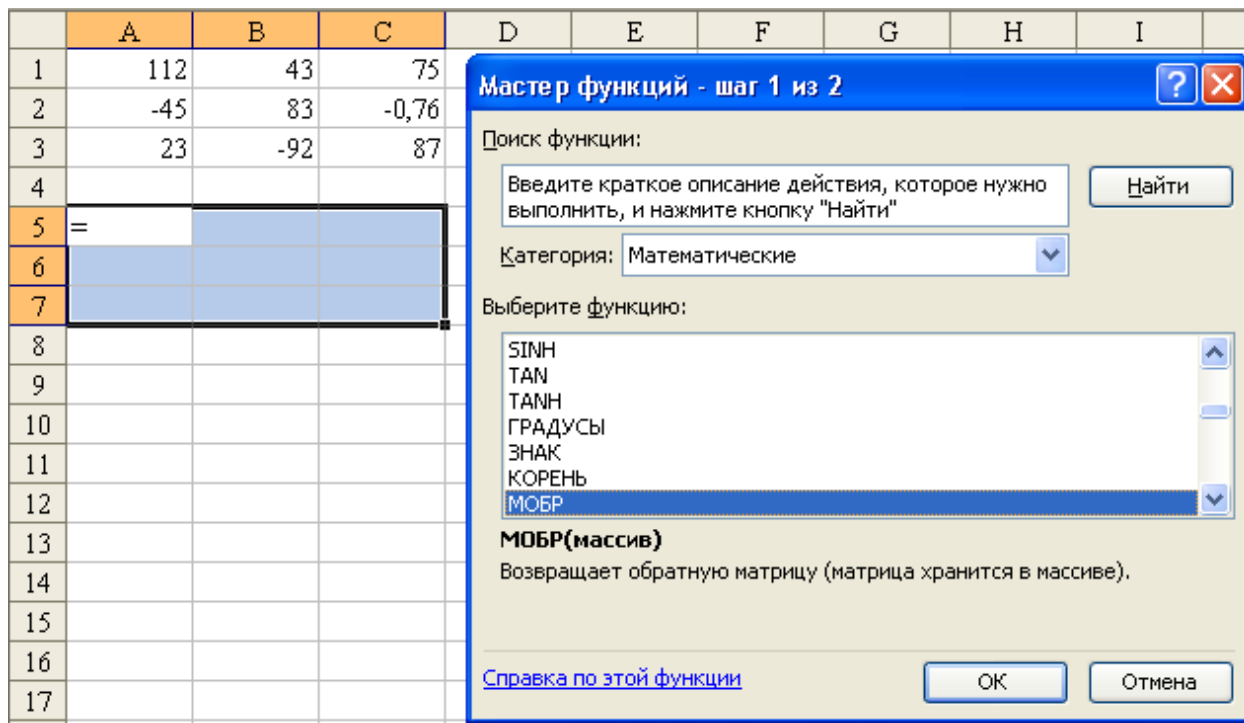 A B C D E F G H I
1 112 43 75
2 -45 83 -0,76
3 23 -92 87
4
5 =
6
7
8
9
10
11
12
13
14
15
16
17
Мастер функций - шаг 1 из 2
Поиск функции:
Введите краткое описание действия, которое нужно
выполнить, и нажмите кнопку "Найти"
Найти
Категория: Математические
Выберите функцию:
SINH
TAN
TANH
ГРАДУСЫ
ЗНАК
КОРЕНЬ
МОБР
МОБР(массив)
Возвращает обратную матрицу (матрица хранится в массиве).
Справка по этой функции
ОК
Отмена